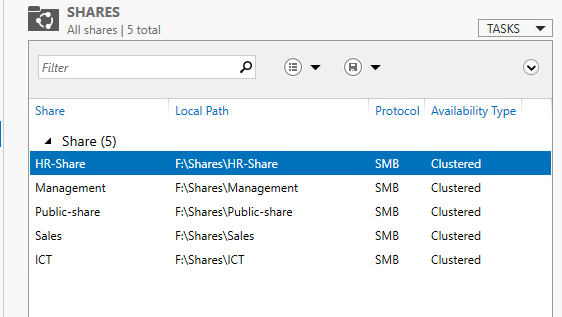 SHARES
All shares | 5 total
TASKS
Filter
Share Local Path Protocol Availability Type
Share (5)
HR-Share F:\Shares\HR-Share SMB Clustered
Management F:\Shares\Management SMB Clustered
Public-share F:\Shares\Public-share SMB Clustered
Sales F:\Shares\Sales SMB Clustered
ICT F:\Shares\ICT SMB Clustered